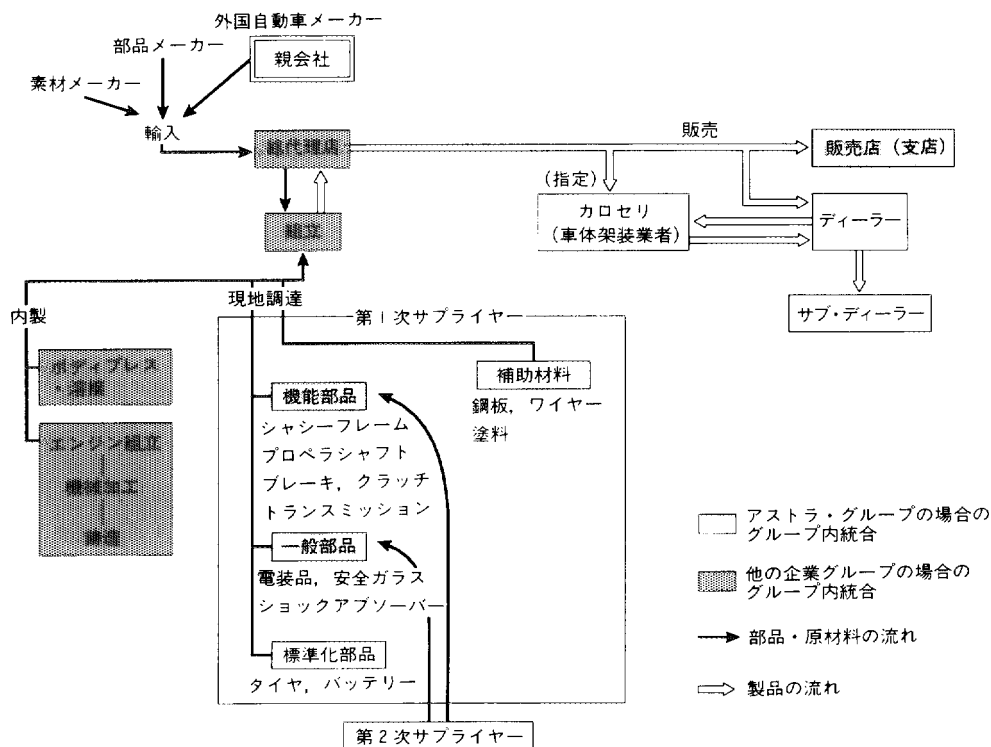 外国自動車メーカー
親会社
部品メーカー
素材メーカー
輸入
総代理店
販売
販売店（支店）
(指定)
カロセリ
（車体架装業者）
ディーラー
サブ・ディーラー
組立
内製
現地調達
ボディプレス
・溶接
エンジン組立
機械加工
鋳造
第1次サプライヤー
補助材料
鋼板，ワイヤー
塗料
機能部品
シャシーフレーム
プロペラシャフト
ブレーキ，クラッチ
トランスミッション
一般部品
電装品，安全ガラス
ショックアブソーバー
標準化部品
タイヤ，バッテリー
第2次サプライヤー
アストラ・グループの場合の
グループ内統合
他の企業グループの場合の
グループ内統合
部品・原材料の流れ
製品の流れ